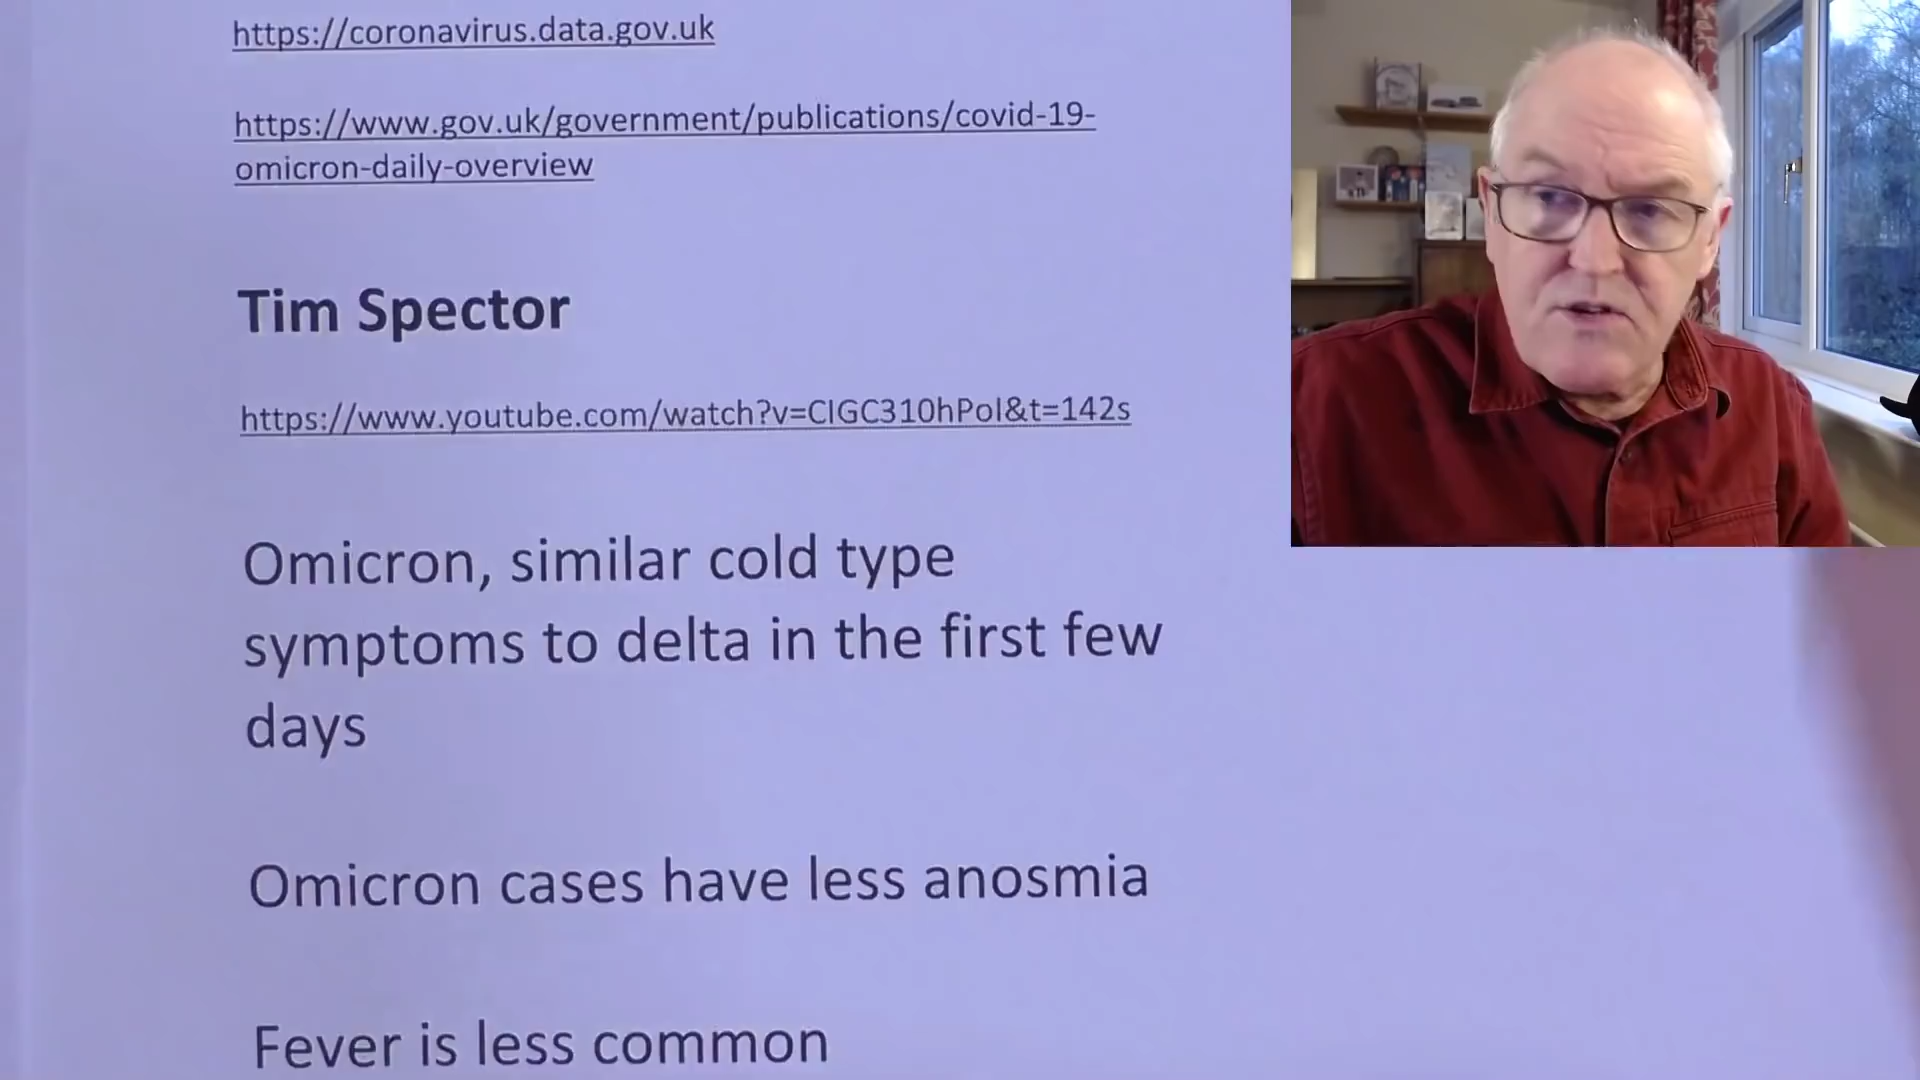 https://coronavirus.data.gov.uk
https://www.gov.uk/government/publications/covid-19-
omicron-daily-overview
Tim Spector
https://www.youtube.com/watch?v=CIGC310hPoI&t=142s
Omicron, similar cold type
symptoms to delta in the first few
days
Omicron cases have less anosmia
Fever is less common